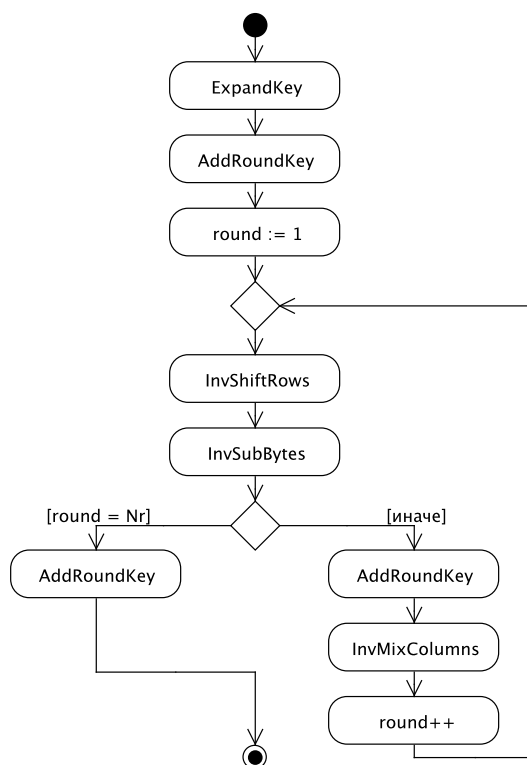 ExpandKey
AddRoundKey
round := 1
InvShiftRows
InvSubBytes
[round = Nr]
[иначе]
AddRoundKey
AddRoundKey
InvMixColumns
round++